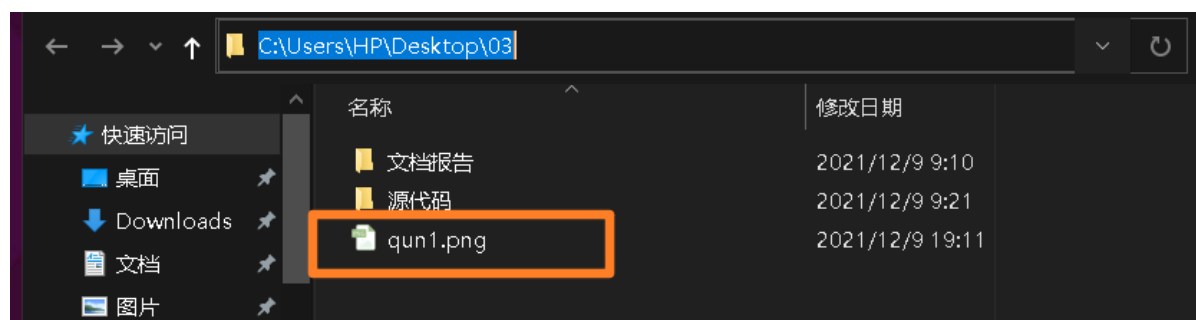 C:\Users\HP\Desktop\03
名称 修改日期
快速访问
文档报告 2021/12/9 9:10
桌面
源代码 2021/12/9 9:21
Downloads
qun1.png 2021/12/9 19:11
文档
图片